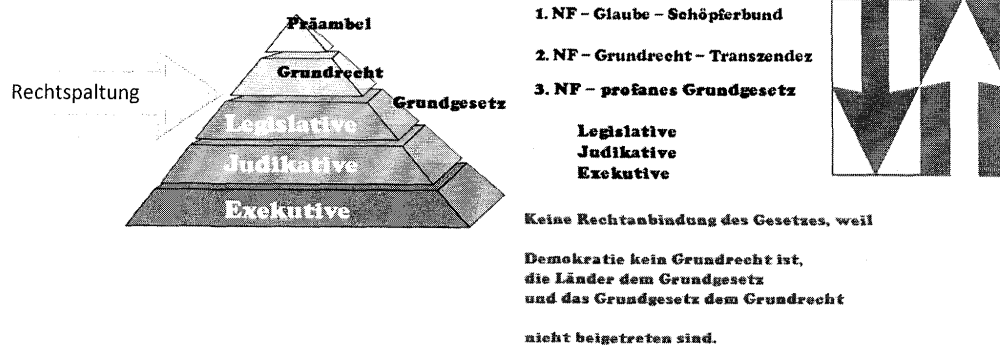 Präambel
Grundrecht
Rechtspaltung
Grundgesetz
Legislative
Judikative
Exekutive
1. NF – Glaube – Schöpferbund
2. NF – Grundrecht – Transzendez
3. NF – profanes Grundgesetz
Legislative
Judikative
Exekutive
Keine Rechtanbindung des Gesetzes, weil
Demokratie kein Grundrecht ist,
die Länder dem Grundgesetz
und das Grundgesetz dem Grundrecht
nicht beigetreten sind.